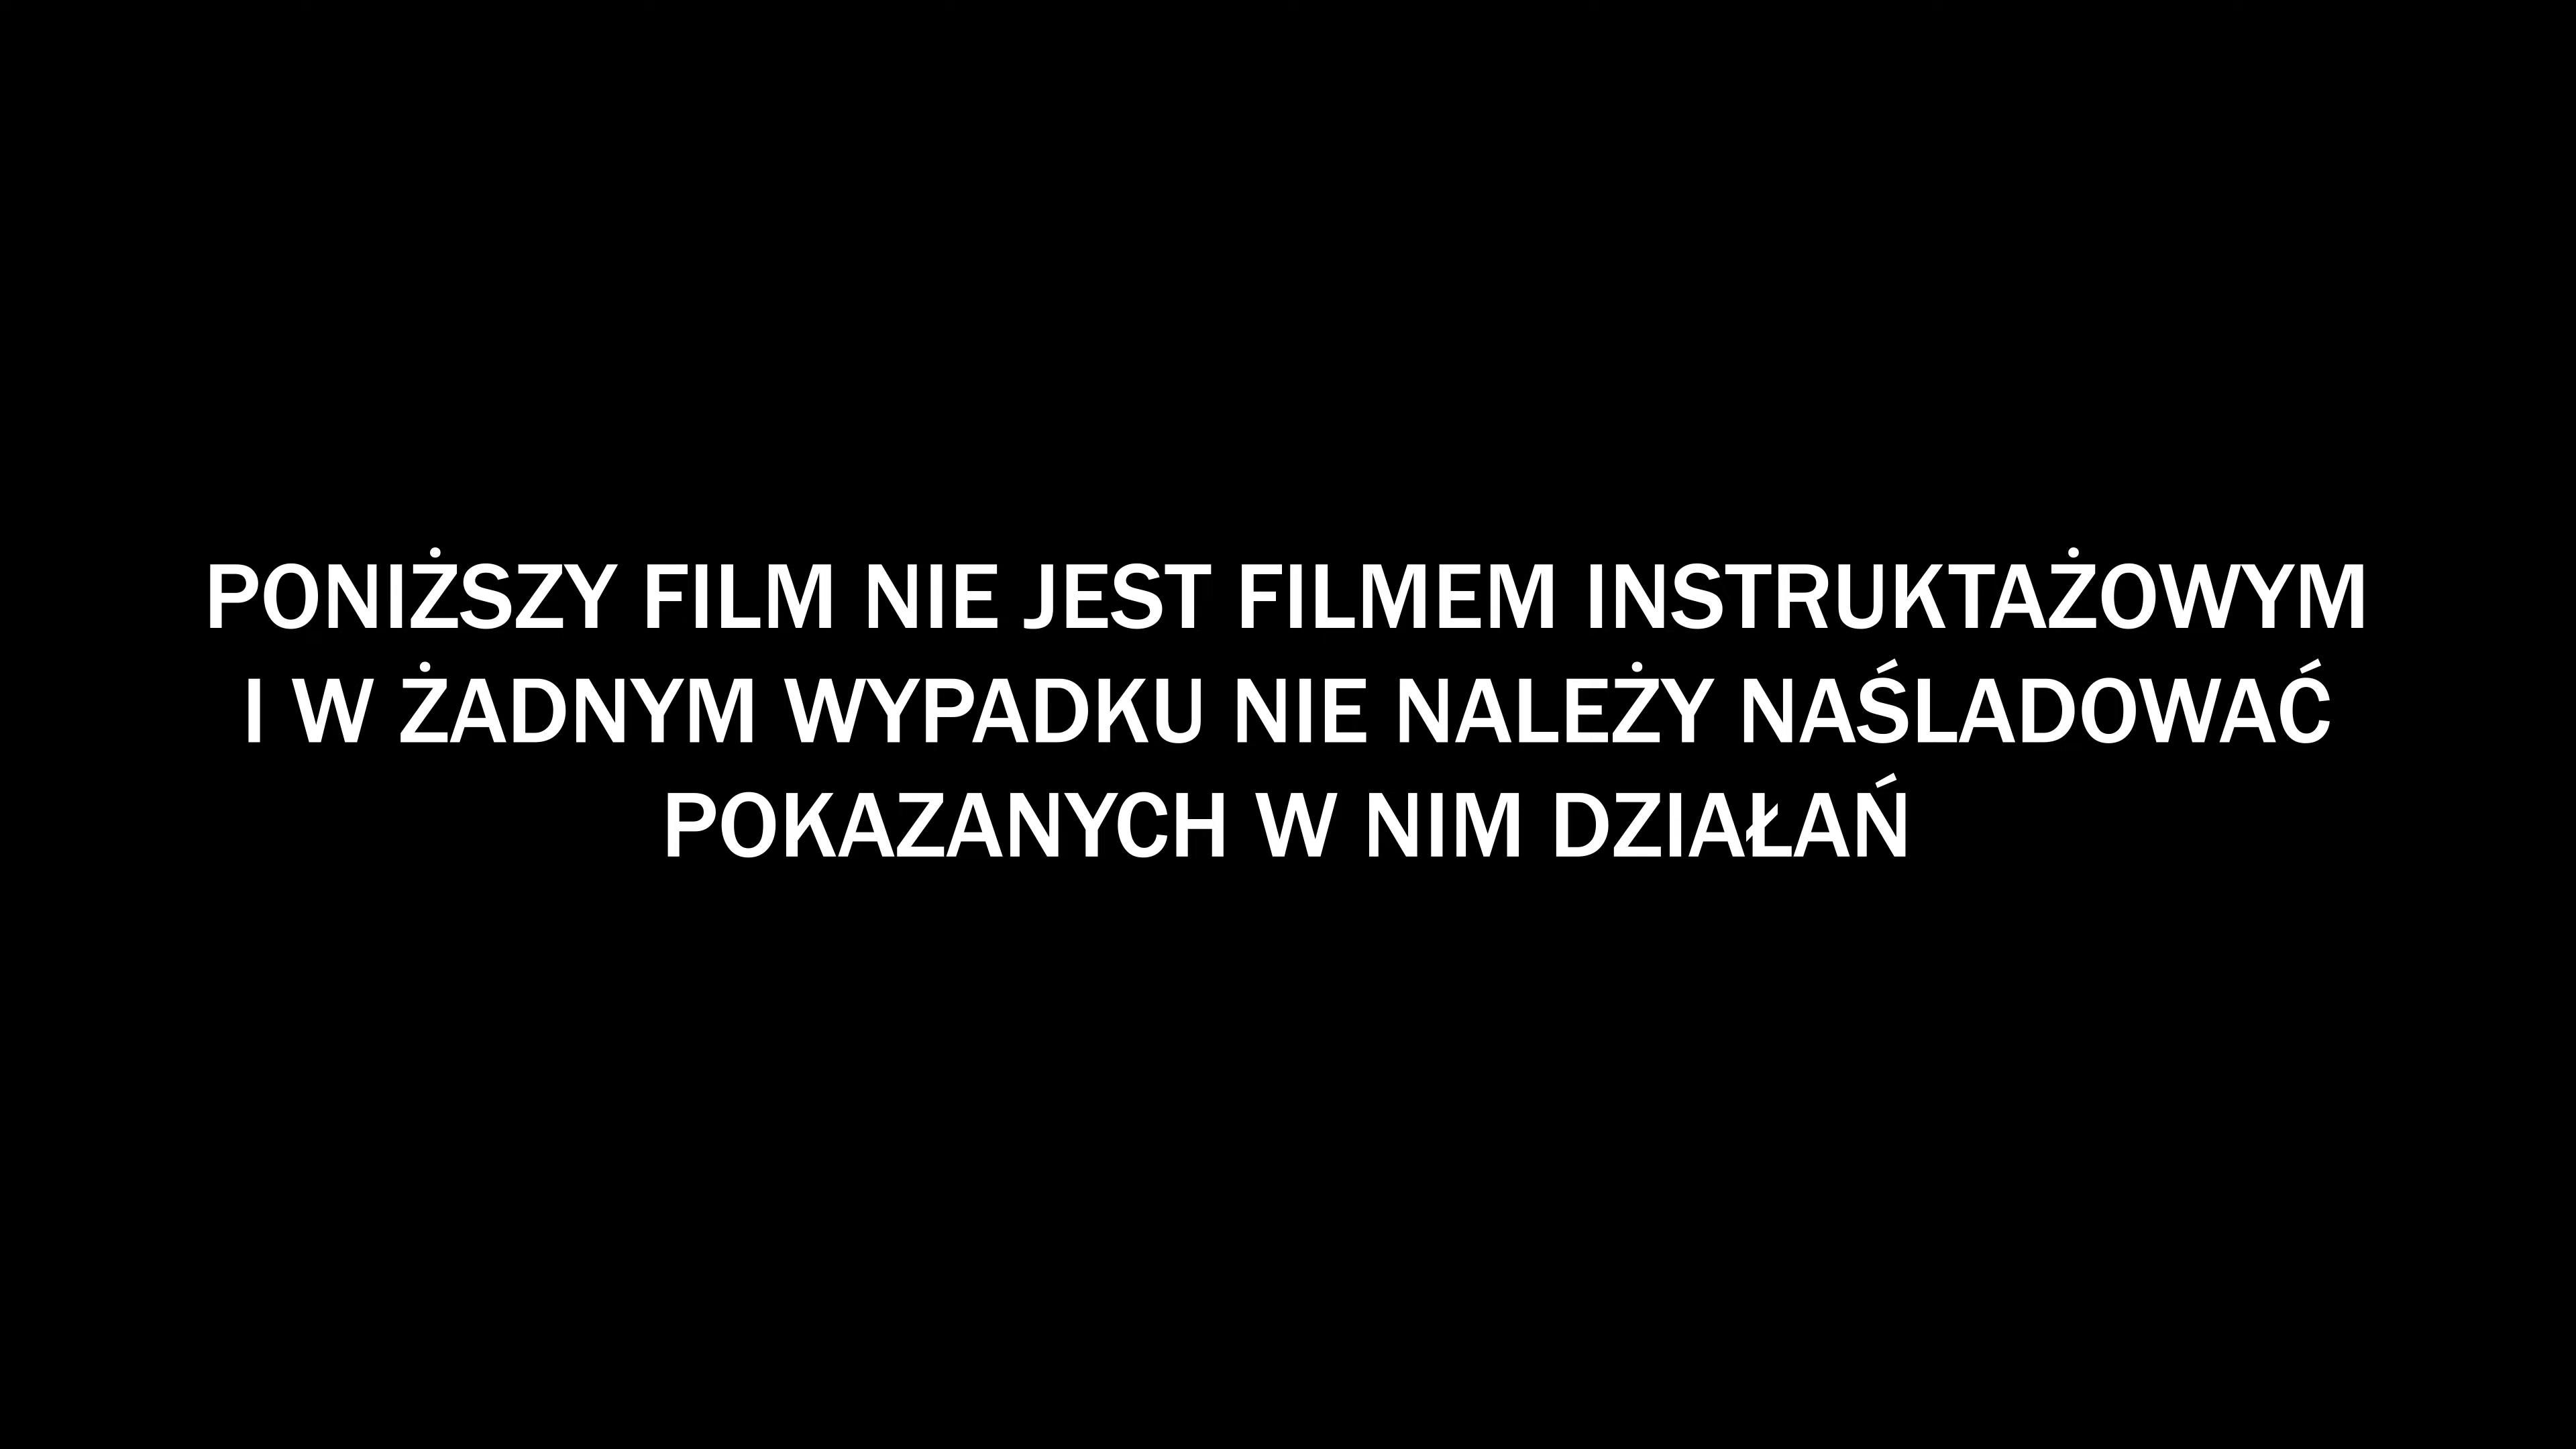 PONIŻSZY FILM NIE JEST FILMEM INSTRUKTAŻOWYM
I W ŻADNYM WYPADKU NIE NALEŻY NAŚLADOWAĆ
POKAZANYCH W NIM DZIAŁAŃ